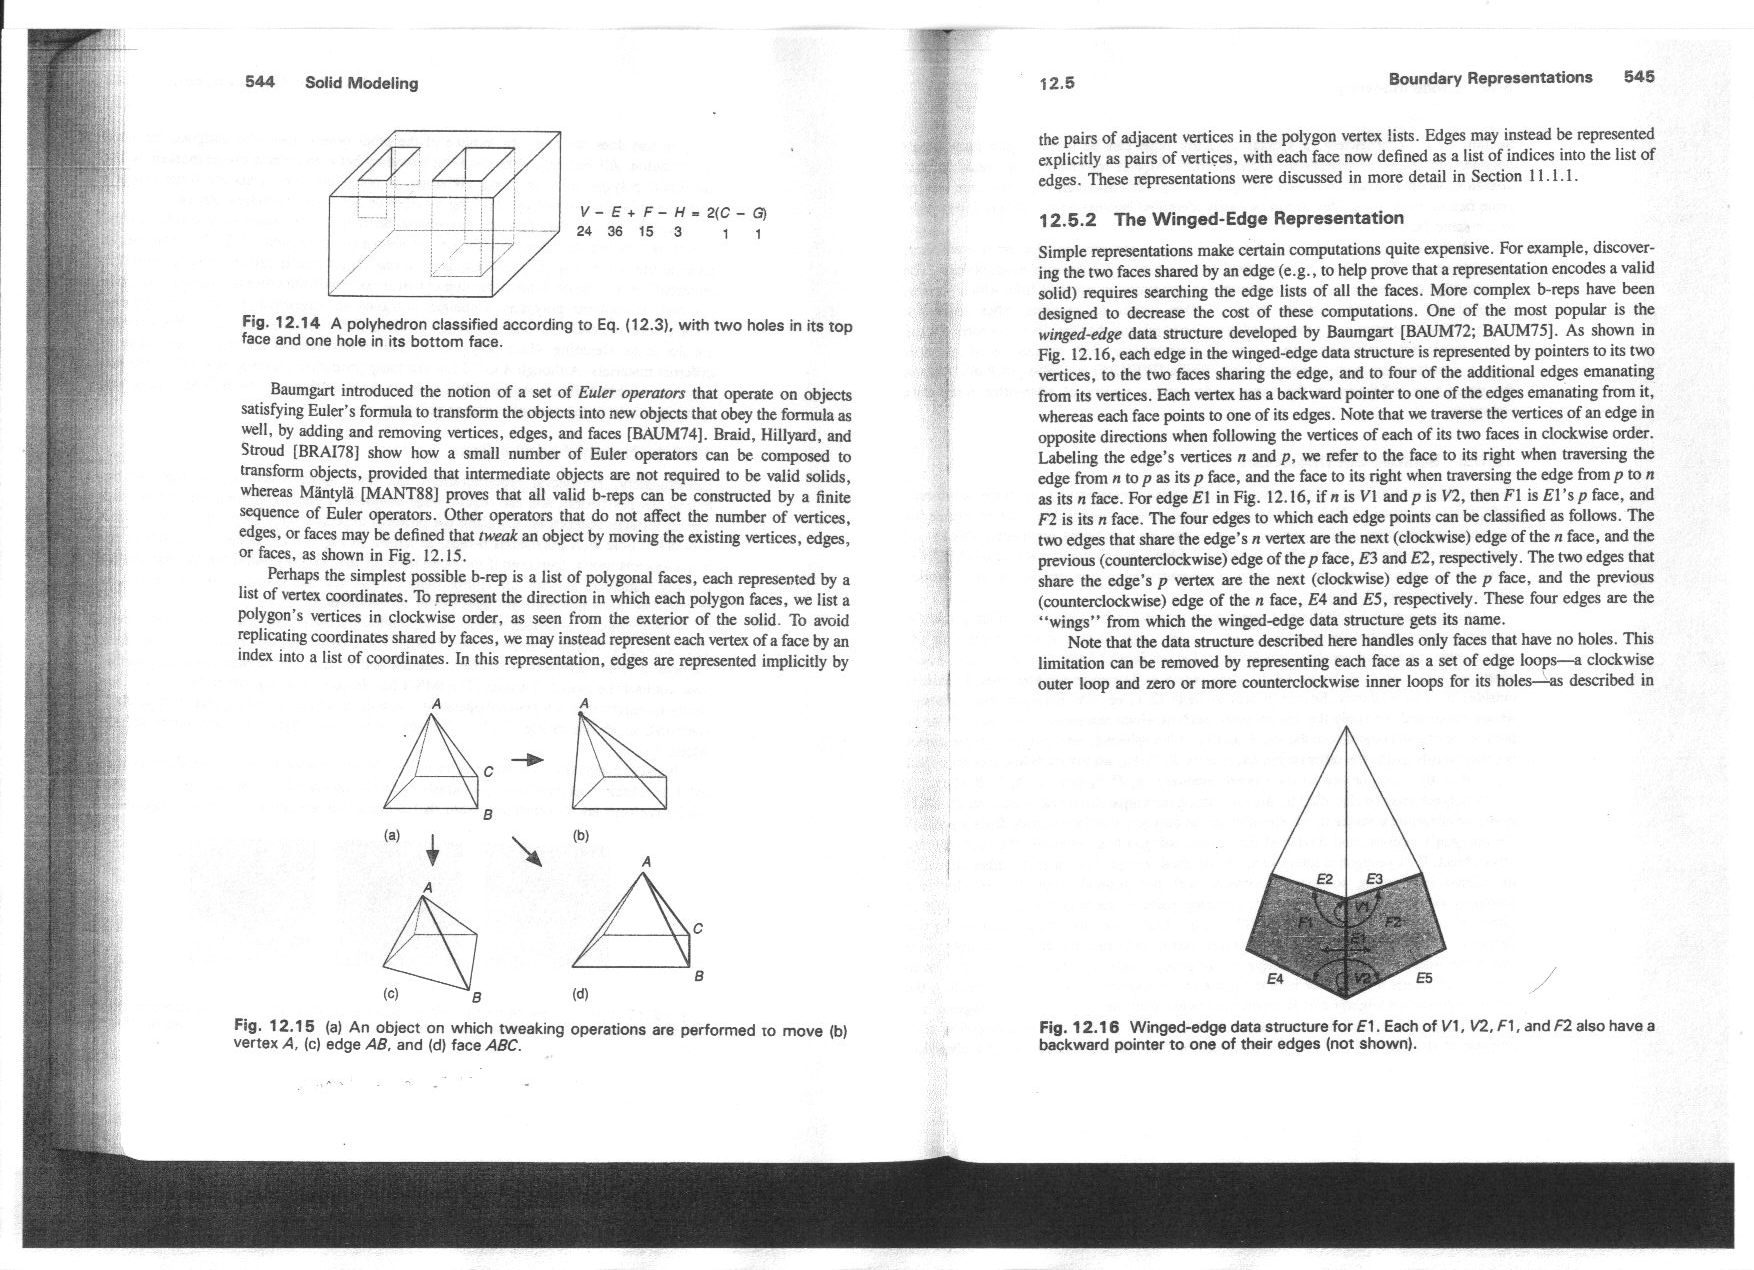 544 Solid Modeling
V – E + F – H = 2(C – G)
24 36 15 3 1 1
Fig. 12.14 A polyhedron classified according to Eq. (12.3), with two holes in its top
face and one hole in its bottom face.
Baumgart introduced the notion of a set of Euler operators that operate on objects
satisfying Euler's formula to transform the objects into new objects that obey the formula as
well, by adding and removing vertices, edges, and faces [BAUM74]. Braid, Hillyard, and
Stroud [BRAI78] show how a small number of Euler operators can be composed to
transform objects, provided that intermediate objects are not required to be valid solids,
whereas Mäntylä [MANT88] proves that all valid b-reps can be constructed by a finite
sequence of Euler operators. Other operators that do not affect the number of vertices,
edges, or faces may be defined that tweak an object by moving the existing vertices, edges,
or faces, as shown in Fig. 12.15.
Perhaps the simplest possible b-rep is a list of polygonal faces, each represented by a
list of vertex coordinates. To represent the direction in which each polygon faces, we list a
polygon's vertices in clockwise order, as seen from the exterior of the solid. To avoid
replicating coordinates shared by faces, we may instead represent each vertex of a face by an
index into a list of coordinates. In this representation, edges are represented implicitly by
A
A
C
B
(a)
(b)
A
A
C
B
B
(c)
(d)
Fig. 12.15 (a) An object on which tweaking operations are performed to move (b)
vertex A, (c) edge AB, and (d) face ABC.
12.5 Boundary Representations 545
the pairs of adjacent vertices in the polygon vertex lists. Edges may instead be represented
explicitly as pairs of vertices, with each face now defined as a list of indices into the list of
edges. These representations were discussed in more detail in Section 11.1.1.
12.5.2 The Winged-Edge Representation
Simple representations make certain computations quite expensive. For example, discover-
ing the two faces shared by an edge (e.g., to help prove that a representation encodes a valid
solid) requires searching the edge lists of all the faces. More complex b-reps have been
designed to decrease the cost of these computations. One of the most popular is the
winged-edge data structure developed by Baumgart [BAUM72; BAUM75]. As shown in
Fig. 12.16, each edge in the winged-edge data structure is represented by pointers to its two
vertices, to the two faces sharing the edge, and to four of the additional edges emanating
from its vertices. Each vertex has a backward pointer to one of the edges emanating from it,
whereas each face points to one of its edges. Note that we traverse the vertices of an edge in
opposite directions when following the vertices of each of its two faces in clockwise order.
Labeling the edge's vertices n and p, we refer to the face to its right when traversing the
edge from n to p as its p face, and the face to its right when traversing the edge from p to n
as its n face. For edge E1 in Fig. 12.16, if n is V1 and p is V2, then F1 is E1's p face, and
F2 is its n face. The four edges to which each edge points can be classified as follows. The
two edges that share the edge's n vertex are the next (clockwise) edge of the n face, and the
previous (counterclockwise) edge of the p face, E3 and E2, respectively. The two edges that
share the edge's p vertex are the next (clockwise) edge of the p face, and the previous
(counterclockwise) edge of the n face, E4 and E5, respectively. These four edges are the
"wings" from which the winged-edge data structure gets its name.
Note that the data structure described here handles only faces that have no holes. This
limitation can be removed by representing each face as a set of edge loops—a clockwise
outer loop and zero or more counterclockwise inner loops for its holes—as described in
E2 E3
V1
F1 F2
E1
E4 V2 E5
Fig. 12.16 Winged-edge data structure for E1. Each of V1, V2, F1, and F2 also have a
backward pointer to one of their edges (not shown).